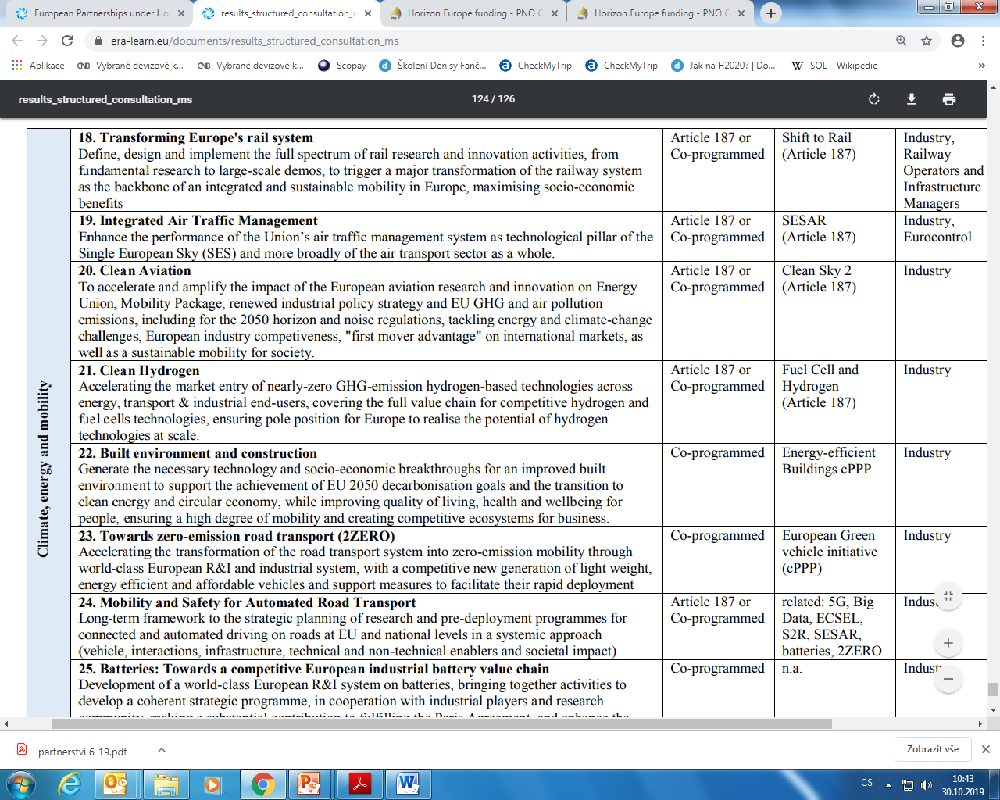 European Partnerships under Ho
results_structured_consultation_m
Horizon Europe funding - PNO C
Horizon Europe funding - PNO C
era-learn.eu/documents/results_structured_consultation_ms
Aplikace
ČNB Vybrané devizové k...
ČNB Vybrané devizové k...
Scopay
d Školení Denisy Fanč...
a CheckMyTrip
a CheckMyTrip
d Jak na H2020? | Do...
W SQL – Wikipedie
»
results_structured_consultation_ms
124 / 126
Climate, energy and mobility
18. Transforming Europe's rail system
Define, design and implement the full spectrum of rail research and innovation activities, from
fundamental research to large-scale demos, to trigger a major transformation of the railway system
as the backbone of an integrated and sustainable mobility in Europe, maximising socio-economic
benefits
Article 187 or
Co-programmed
Shift to Rail
(Article 187)
Industry,
Railway
Operators and
Infrastructure
Managers
19. Integrated Air Traffic Management
Enhance the performance of the Union's air traffic management system as technological pillar of the
Single European Sky (SES) and more broadly of the air transport sector as a whole.
Article 187 or
Co-programmed
SESAR
(Article 187)
Industry,
Eurocontrol
20. Clean Aviation
To accelerate and amplify the impact of the European aviation research and innovation on Energy
Union, Mobility Package, renewed industrial policy strategy and EU GHG and air pollution
emissions, including for the 2050 horizon and noise regulations, tackling energy and climate-change
challenges, European industry competiveness, "first mover advantage" on international markets, as
well as a sustainable mobility for society.
Article 187 or
Co-programmed
Clean Sky 2
(Article 187)
Industry
21. Clean Hydrogen
Accelerating the market entry of nearly-zero GHG-emission hydrogen-based technologies across
energy, transport & industrial end-users, covering the full value chain for competitive hydrogen and
fuel cells technologies, ensuring pole position for Europe to realise the potential of hydrogen
technologies at scale.
Article 187 or
Co-programmed
Fuel Cell and
Hydrogen
(Article 187)
Industry
22. Built environment and construction
Generate the necessary technology and socio-economic breakthroughs for an improved built
environment to support the achievement of EU 2050 decarbonisation goals and the transition to
clean energy and circular economy, while improving quality of living, health and wellbeing for
people, ensuring a high degree of mobility and creating competitive ecosystems for business.
Co-programmed
Energy-efficient
Buildings cPPP
Industry
23. Towards zero-emission road transport (2ZERO)
Accelerating the transformation of the road transport system into zero-emission mobility through
world-class European R&I and industrial system, with a competitive new generation of light weight,
energy efficient and affordable vehicles and support measures to facilitate their rapid deployment
Co-programmed
European Green
vehicle initiative
(cPPP)
Industry
24. Mobility and Safety for Automated Road Transport
Long-term framework to the strategic planning of research and pre-deployment programmes for
connected and automated driving on roads at EU and national levels in a systemic approach
(vehicle, interactions, infrastructure, technical and non-technical enablers and societal impact)
Article 187 or
Co-programmed
related: 5G, Big
Data, ECSEL,
S2R, SESAR,
batteries, 2ZERO
Indus
25. Batteries: Towards a competitive European industrial battery value chain
Development of a world-class European R&I system on batteries, bringing together activities to
develop a coherent strategic programme, in cooperation with industrial players and research
community, making a substantial contribution to fulfilling the Paris Agreement, and enhance the
Co-programmed
n.a.
Indust
partnerství 6-19.pdf
Zobrazit vše
CS
10:43
30.10.2019